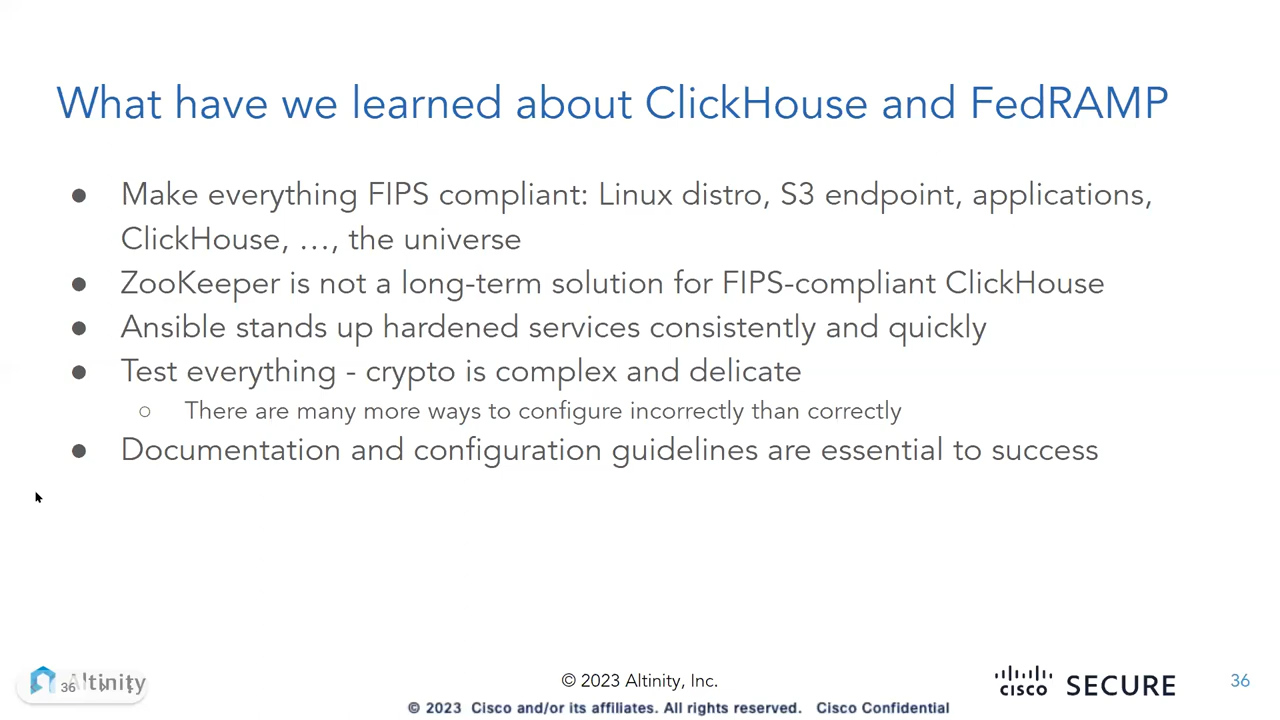 What have we learned about ClickHouse and FedRAMP
● Make everything FIPS compliant: Linux distro, S3 endpoint, applications,
ClickHouse, …, the universe
● ZooKeeper is not a long-term solution for FIPS-compliant ClickHouse
● Ansible stands up hardened services consistently and quickly
● Test everything - crypto is complex and delicate
○ There are many more ways to configure incorrectly than correctly
● Documentation and configuration guidelines are essential to success
Altinity
36
© 2023 Altinity, Inc.
CISCO SECURE
36
© 2023 Cisco and/or its affiliates. All rights reserved. Cisco Confidential